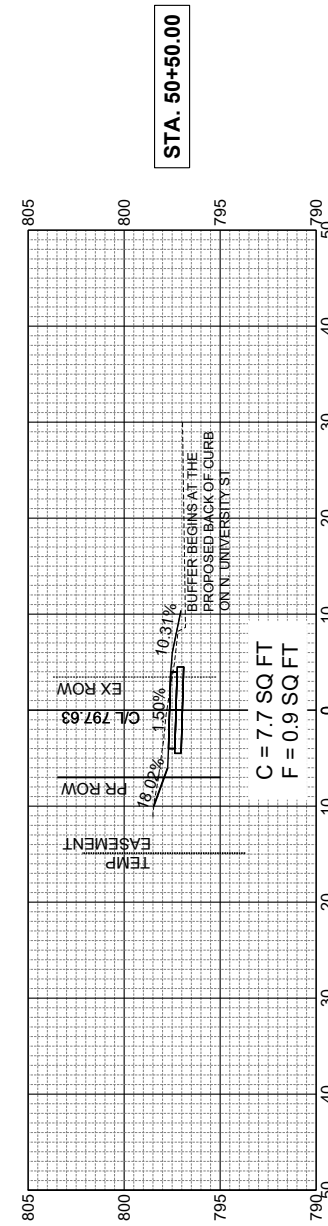 STA. 50+50.00
805
800
795
790
805
800
795
790
50
40
30
20
10
0
10
20
30
40
50
TEMP
EASEMENT
PR ROW
C/L 797.63
EX ROW
18.02%
1.50%
10.31%
BUFFER BEGINS AT THE
PROPOSED BACK OF CURB
ON N. UNIVERSITY ST
C = 7.7 SQ FT
F = 0.9 SQ FT